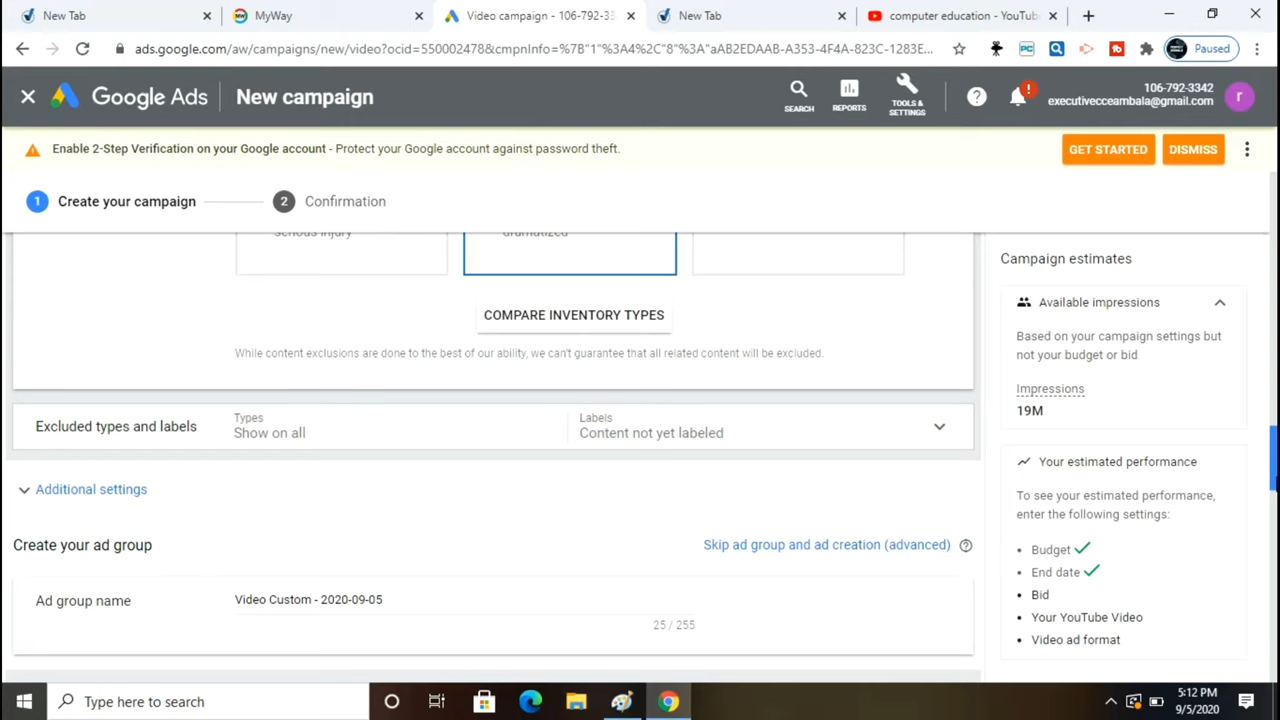 New Tab
MyWay
Video campaign - 106-792-33
New Tab
computer education - YouTube
ads.google.com/aw/campaigns/new/video?ocid=550002478&cmpnInfo=%7B"1"%3A4%2C"8"%3A"aAB2EDAAB-A353-4F4A-823C-1283E...
Paused
Google Ads
New campaign
SEARCH
REPORTS
TOOLS &
SETTINGS
106-792-3342
executivecceambala@gmail.com
r
Enable 2-Step Verification on your Google account - Protect your Google account against password theft.
GET STARTED
DISMISS
1 Create your campaign
2 Confirmation
serious injury
dramatized
COMPARE INVENTORY TYPES
While content exclusions are done to the best of our ability, we can't guarantee that all related content will be excluded.
Excluded types and labels
Types
Show on all
Labels
Content not yet labeled
Additional settings
Create your ad group
Skip ad group and ad creation (advanced)
Ad group name
Video Custom - 2020-09-05
25 / 255
Campaign estimates
Available impressions
Based on your campaign settings but
not your budget or bid
Impressions
19M
Your estimated performance
To see your estimated performance,
enter the following settings:
• Budget
• End date
• Bid
• Your YouTube Video
• Video ad format
Type here to search
5:12 PM
9/5/2020